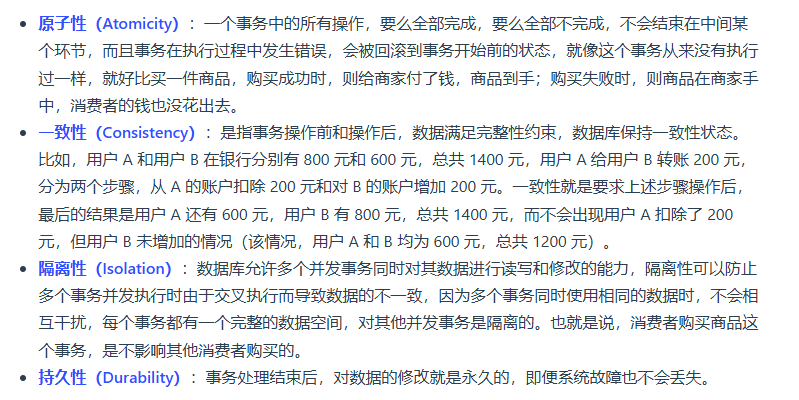 • 原子性（Atomicity）：一个事务中的所有操作，要么全部完成，要么全部不完成，不会结束在中间某
个环节，而且事务在执行过程中发生错误，会被回滚到事务开始前的状态，就像这个事务从来没有执行
过一样，就好比买一件商品，购买成功时，则给商家付了钱，商品到手；购买失败时，则商品在商家手
中，消费者的钱也没花出去。
• 一致性（Consistency）：是指事务操作前和操作后，数据满足完整性约束，数据库保持一致性状态。
比如，用户 A 和用户 B 在银行分别有 800 元和 600 元，总共 1400 元，用户 A 给用户 B 转账 200 元，
分为两个步骤，从 A 的账户扣除 200 元和对 B 的账户增加 200 元。一致性就是要求上述步骤操作后，
最后的结果是用户 A 还有 600 元，用户 B 有 800 元，总共 1400 元，而不会出现用户 A 扣除了 200
元，但用户 B 未增加的情况（该情况，用户 A 和 B 均为 600 元，总共 1200 元）。
• 隔离性（Isolation）：数据库允许多个并发事务同时对其数据进行读写和修改的能力，隔离性可以防止
多个事务并发执行时由于交叉执行而导致数据的不一致，因为多个事务同时使用相同的数据时，不会相
互干扰，每个事务都有一个完整的数据空间，对其他并发事务是隔离的。也就是说，消费者购买商品这
个事务，是不影响其他消费者购买的。
• 持久性（Durability）：事务处理结束后，对数据的修改就是永久的，即便系统故障也不会丢失。